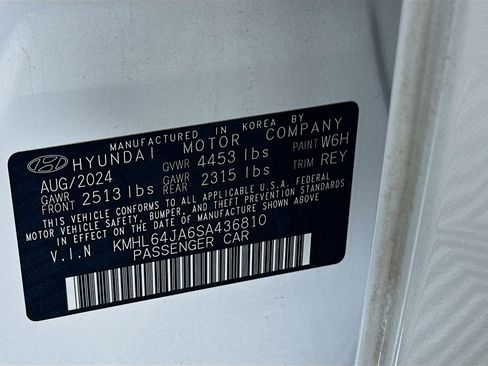 MANUFACTURED IN KOREA BY
HYUNDAI MOTOR COMPANY
AUG/2024 GVWR 4453 lbs PAINT W6H
GAWR FRONT 2513 lbs GAWR REAR 2315 lbs TRIM REY
THIS VEHICLE CONFORMS TO ALL APPLICABLE U.S.A. FEDERAL
MOTOR VEHICLE SAFETY, BUMPER, AND THEFT PREVENTION STANDARDS
IN EFFECT ON THE DATE OF MANUFACTURE SHOWN ABOVE
V.I.N KMHL64JA6SA436810
PASSENGER CAR